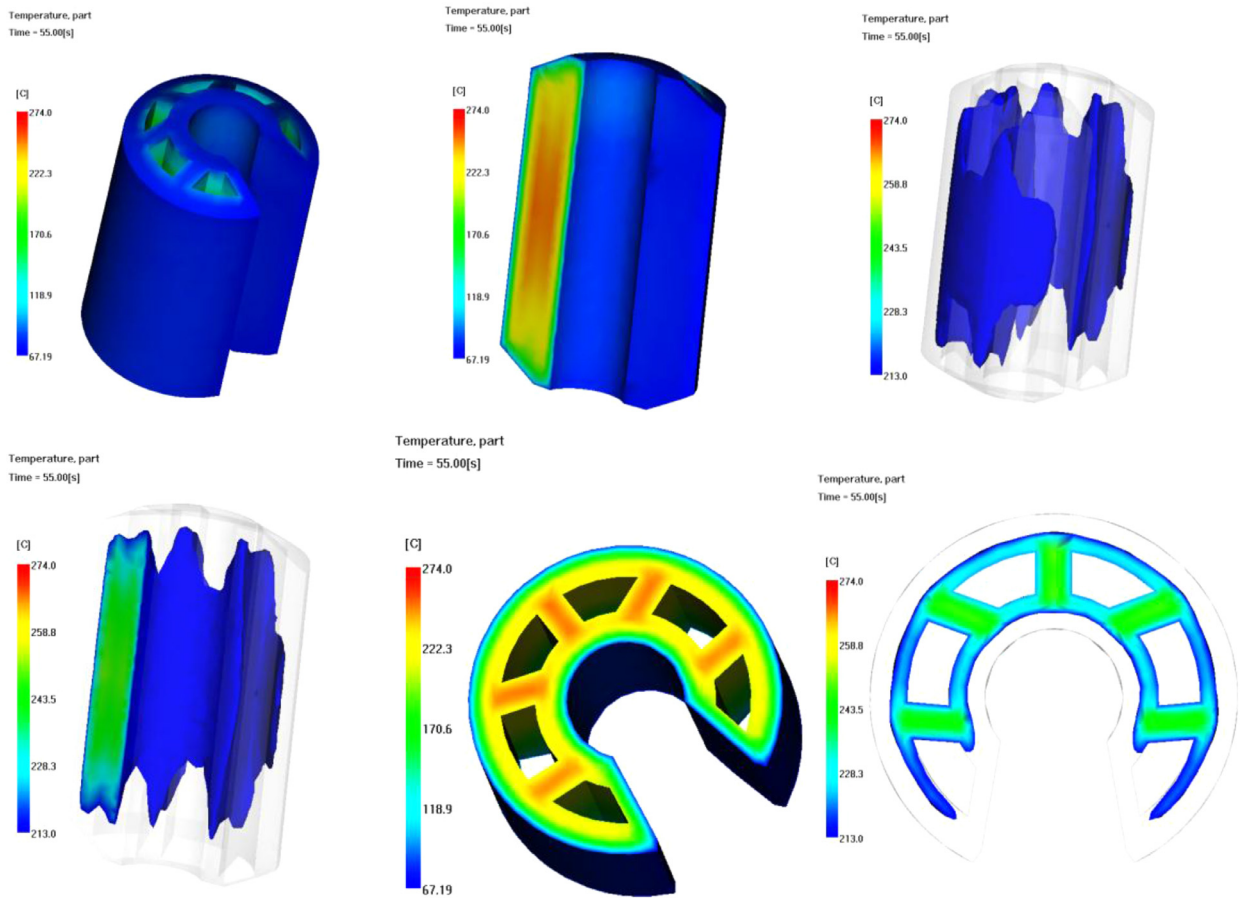 Temperature, part
Time = 55.00[s]
[C]
274.0
222.3
170.6
118.9
67.19
Temperature, part
Time = 55.00[s]
[C]
274.0
222.3
170.6
118.9
67.19
Temperature, part
Time = 55.00[s]
[C]
274.0
258.8
243.5
228.3
213.0
Temperature, part
Time = 55.00[s]
[C]
274.0
258.8
243.5
228.3
213.0
Temperature, part
Time = 55.00[s]
[C]
274.0
222.3
170.6
118.9
67.19
Temperature, part
Time = 55.00[s]
[C]
274.0
258.8
243.5
228.3
213.0